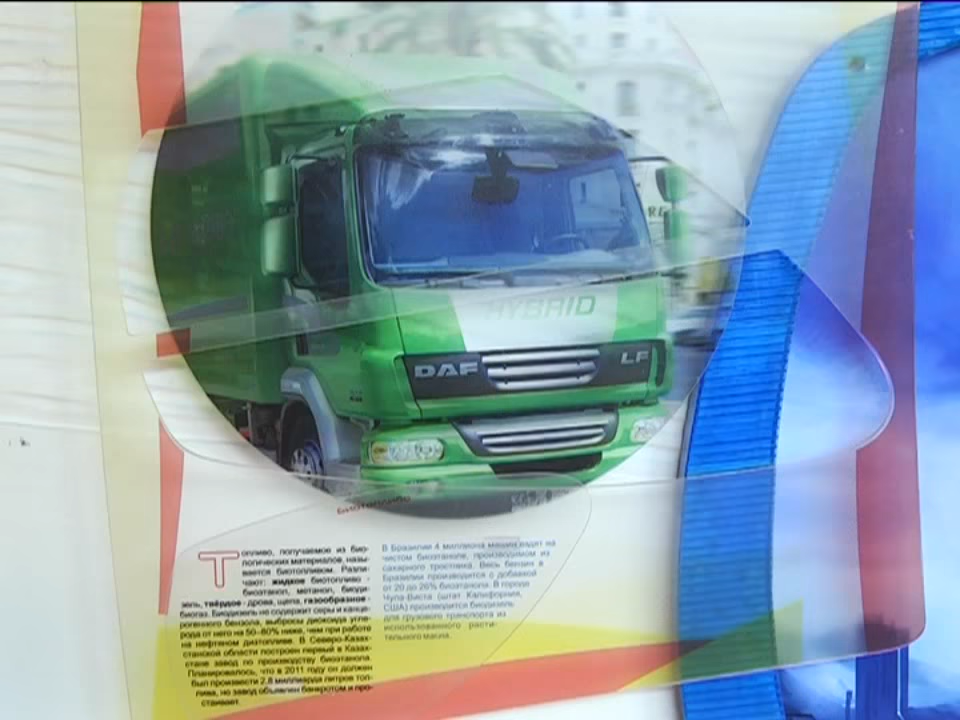 RE
HYBRID
DAF
LF
Биотопливо
Топливо, получаемое из био-
логических материалов, назы-
вается биотопливом. Разли-
чают: жидкое биотопливо -
биоэтанол, метанол, биоди-
зель, твёрдое - дрова, щепа, газообразное -
биогаз. Биодизель не содержит серы и канце-
рогенного бензола, выбросы диоксида угле-
рода от него на 50–80% ниже, чем при работе
на нефтяном дизтопливе. В Северо-Казах-
станской области построен первый в Казах-
стане завод по производству биоэтанола.
Планировалось, что в 2011 году он должен
был произвести 2,8 миллиарда литров топ-
лива, но завод объявлен банкротом и про-
стаивает.
В Бразилии 4 миллиона машин ездят на
чистом биоэтаноле, производимом из
сахарного тростника. Весь бензин в
Бразилии производится с добавкой
от 20 до 26% биоэтанола. В города
Чула-Виста (штат Калифорния,
США) производится биодизель
для грузового транспорта из
использованного расти-
тельного масла.